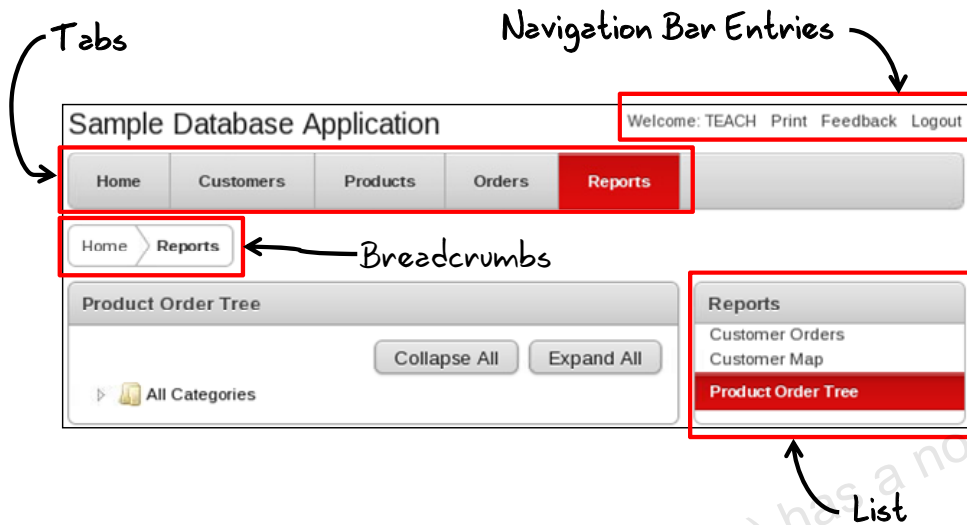 Tabs
Navigation Bar Entries
Sample Database Application
Welcome: TEACH Print Feedback Logout
Home Customers Products Orders Reports
Home Reports
Breadcrumbs
Product Order Tree
Collapse All Expand All
All Categories
Reports
Customer Orders
Customer Map
Product Order Tree
has a
List